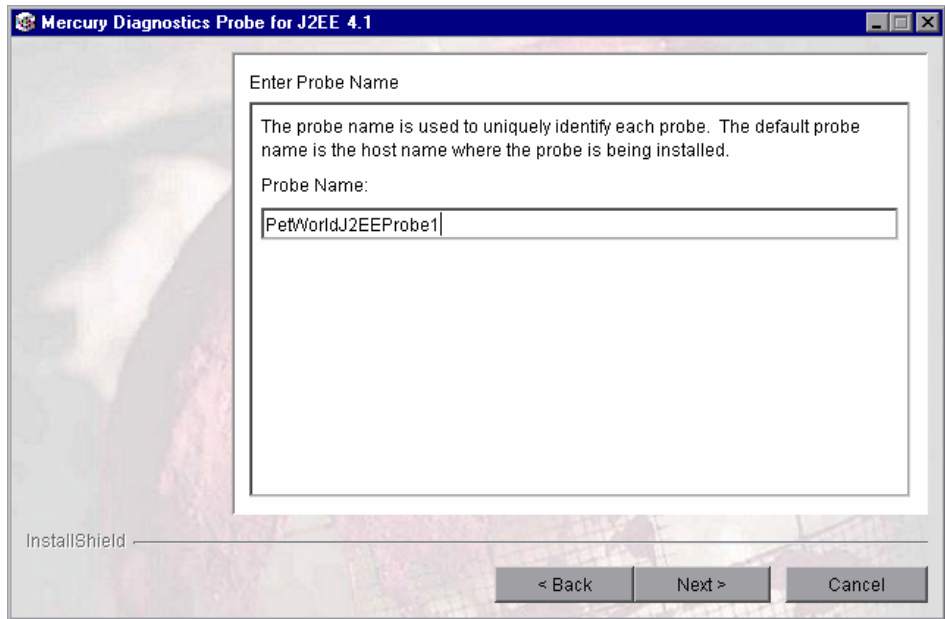 Mercury Diagnostics Probe for J2EE 4.1
Enter Probe Name
The probe name is used to uniquely identify each probe.  The default probe
name is the host name where the probe is being installed.
Probe Name:
PetWorldJ2EEProbe1
InstallShield
< Back
Next >
Cancel